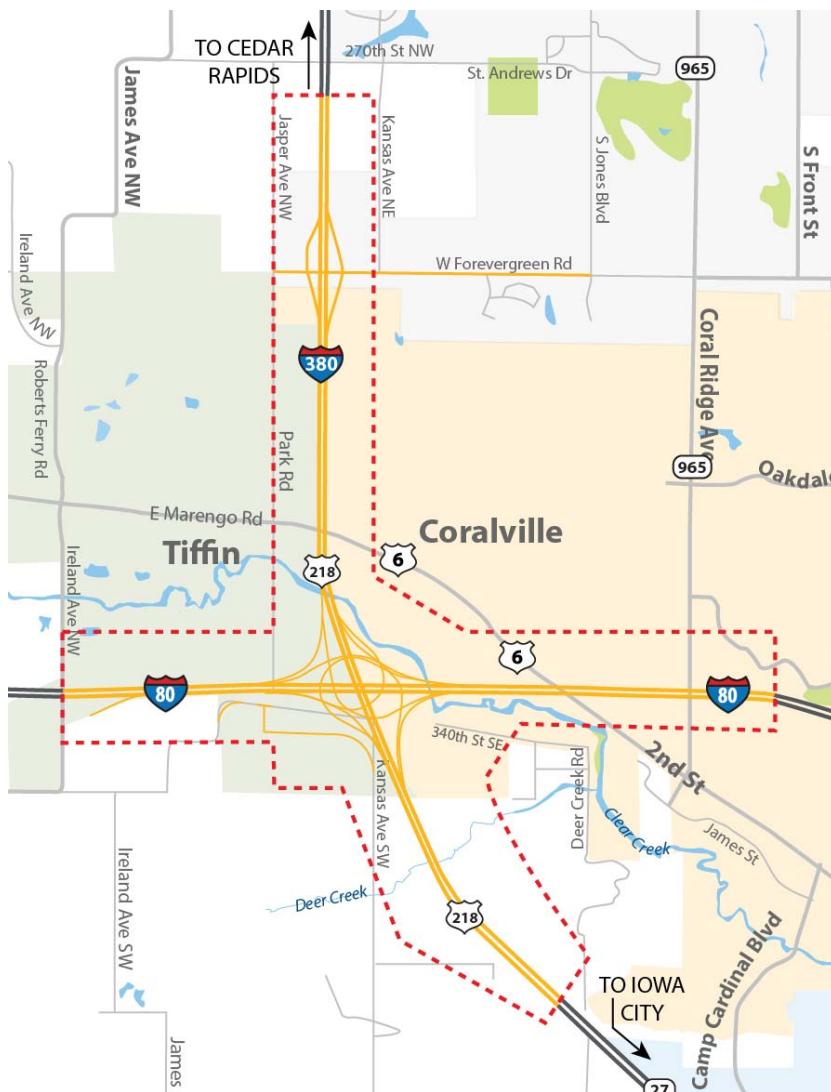 TO CEDAR
RAPIDS
270th St NW
St. Andrews Dr
965
James Ave NW
Jasper Ave NW
Kansas Ave NE
S Jones Blvd
S Front St
Ireland Ave NW
W Forevergreen Rd
380
Coral Ridge Ave
Roberts Ferry Rd
Park Rd
965
Oakdale
E Marengo Rd
Coralville
Tiffin
218
6
Ireland Ave NW
6
80
80
340th St SE
2nd St
Kansas Ave SW
Deer Creek Rd
Clear Creek
James St
Ireland Ave SW
Deer Creek
218
Camp Cardinal Blvd
TO IOWA
CITY
James
27